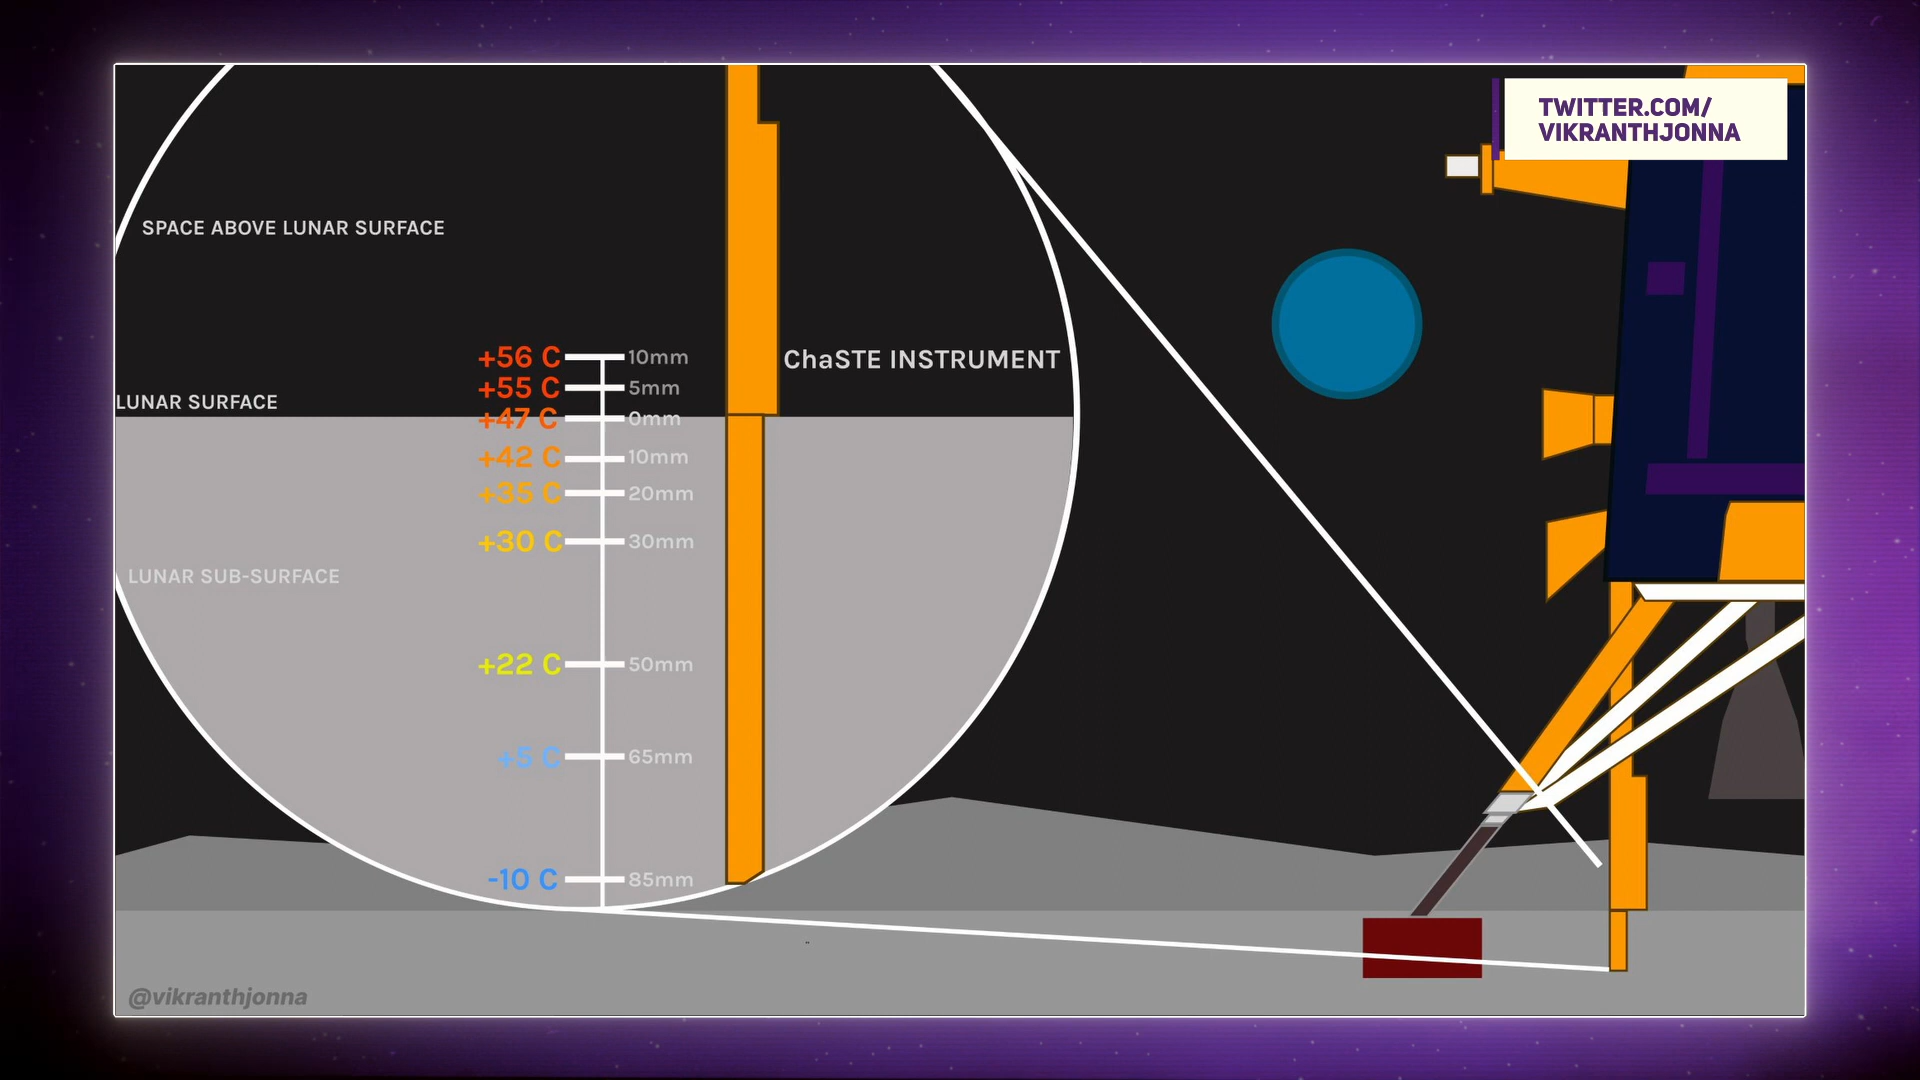 TWITTER.COM/
VIKRANTHJONNA
SPACE ABOVE LUNAR SURFACE
+56 C 10mm
ChaSTE INSTRUMENT
+55 C 5mm
LUNAR SURFACE
+47 C 0mm
+42 C 10mm
+35 C 20mm
+30 C 30mm
LUNAR SUB-SURFACE
+22 C 50mm
+5 C 65mm
-10 C 85mm
@vikranthjonna